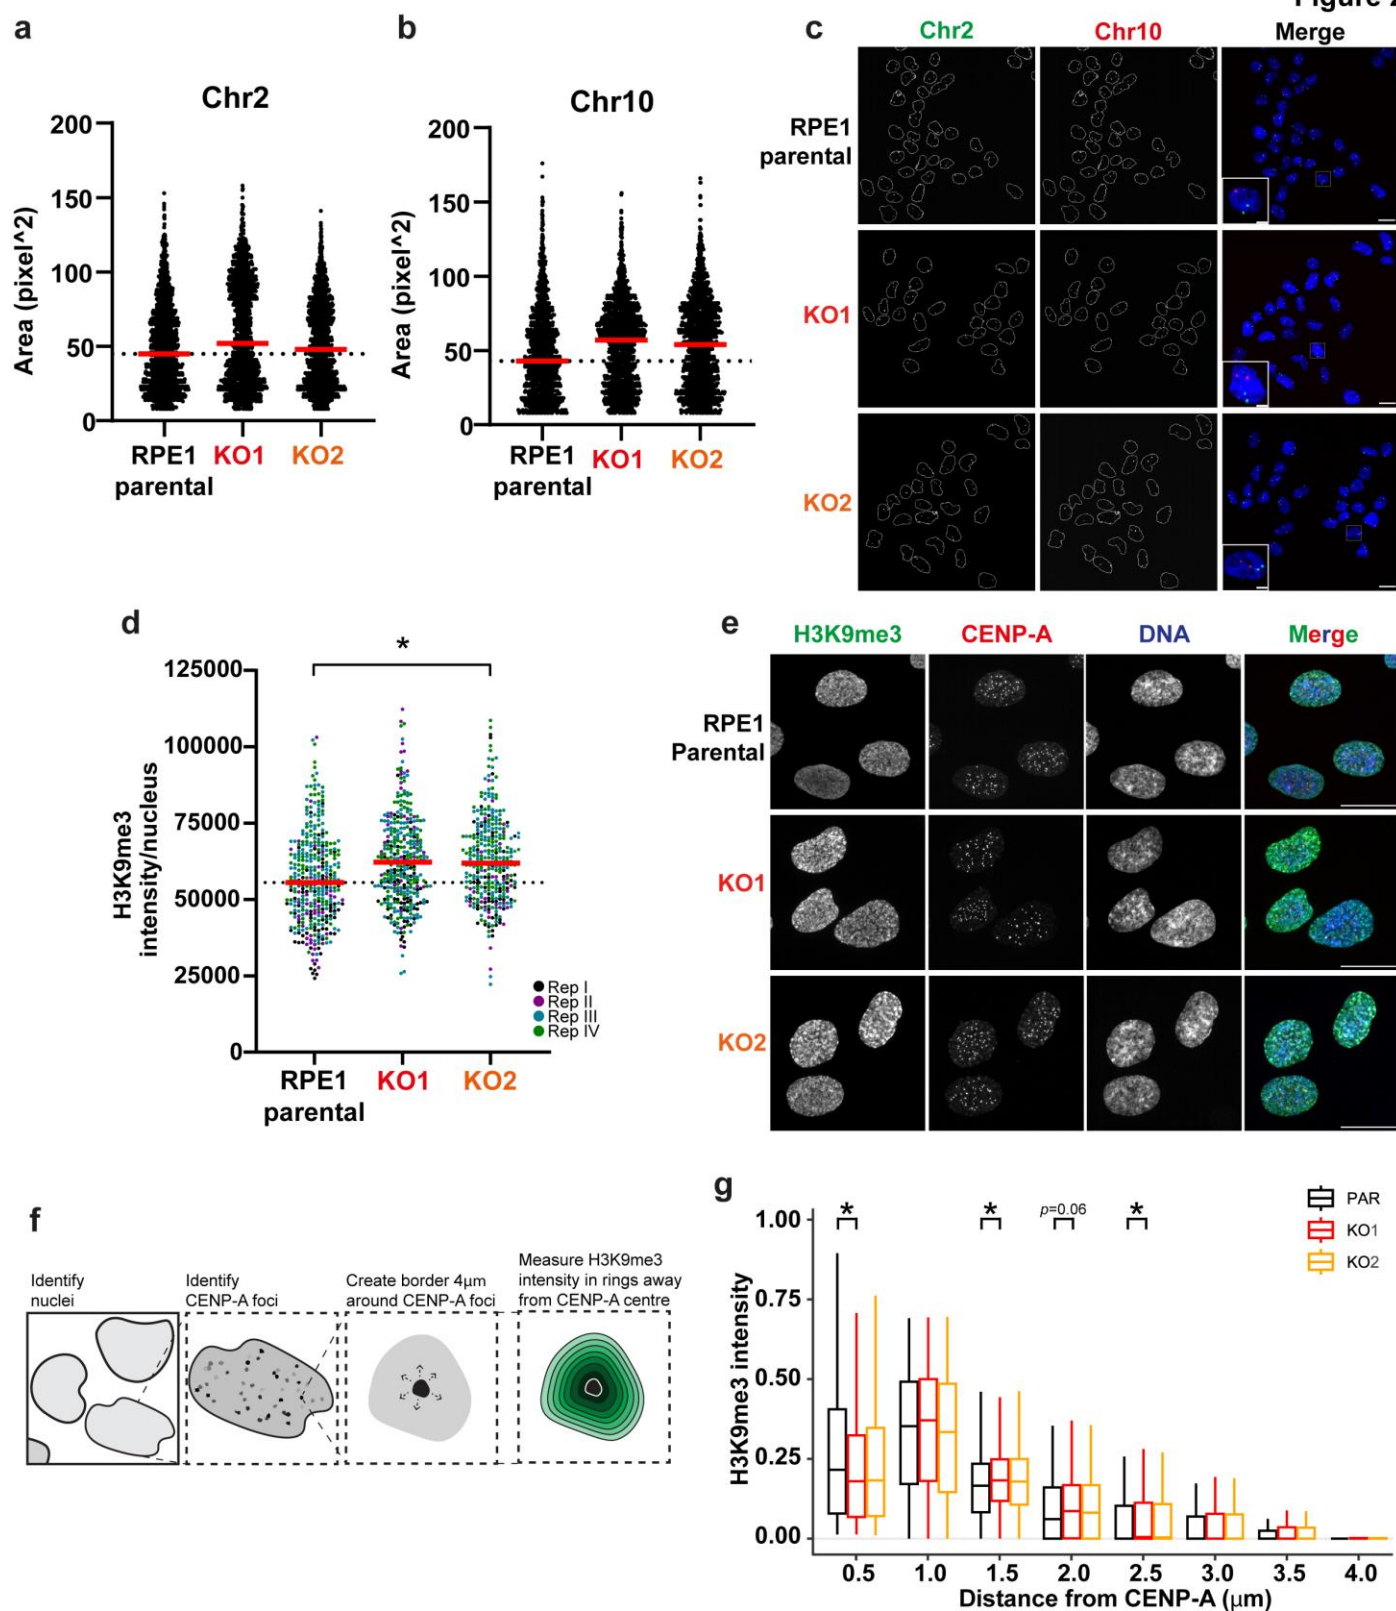 Figure 2
a
Chr2
200
150
100
50
0
Area (pixel^2)
RPE1
parental
KO1
KO2
b
Chr10
200
150
100
50
0
Area (pixel^2)
RPE1
parental
KO1
KO2
c
Chr2
Chr10
Merge
RPE1
parental
KO1
KO2
d
*
125000
100000
75000
50000
25000
0
H3K9me3
intensity/nucleus
Rep I
Rep II
Rep III
Rep IV
RPE1
parental
KO1
KO2
e
H3K9me3
CENP-A
DNA
Merge
RPE1
Parental
KO1
KO2
f
Identify
nuclei
Identify
CENP-A foci
Create border 4μm
around CENP-A foci
Measure H3K9me3
intensity in rings away
from CENP-A centre
g
* * p=0.06 *
PAR
KO1
KO2
1.00
0.75
0.50
0.25
0.00
H3K9me3 intensity
0.5 1.0 1.5 2.0 2.5 3.0 3.5 4.0
Distance from CENP-A (μm)